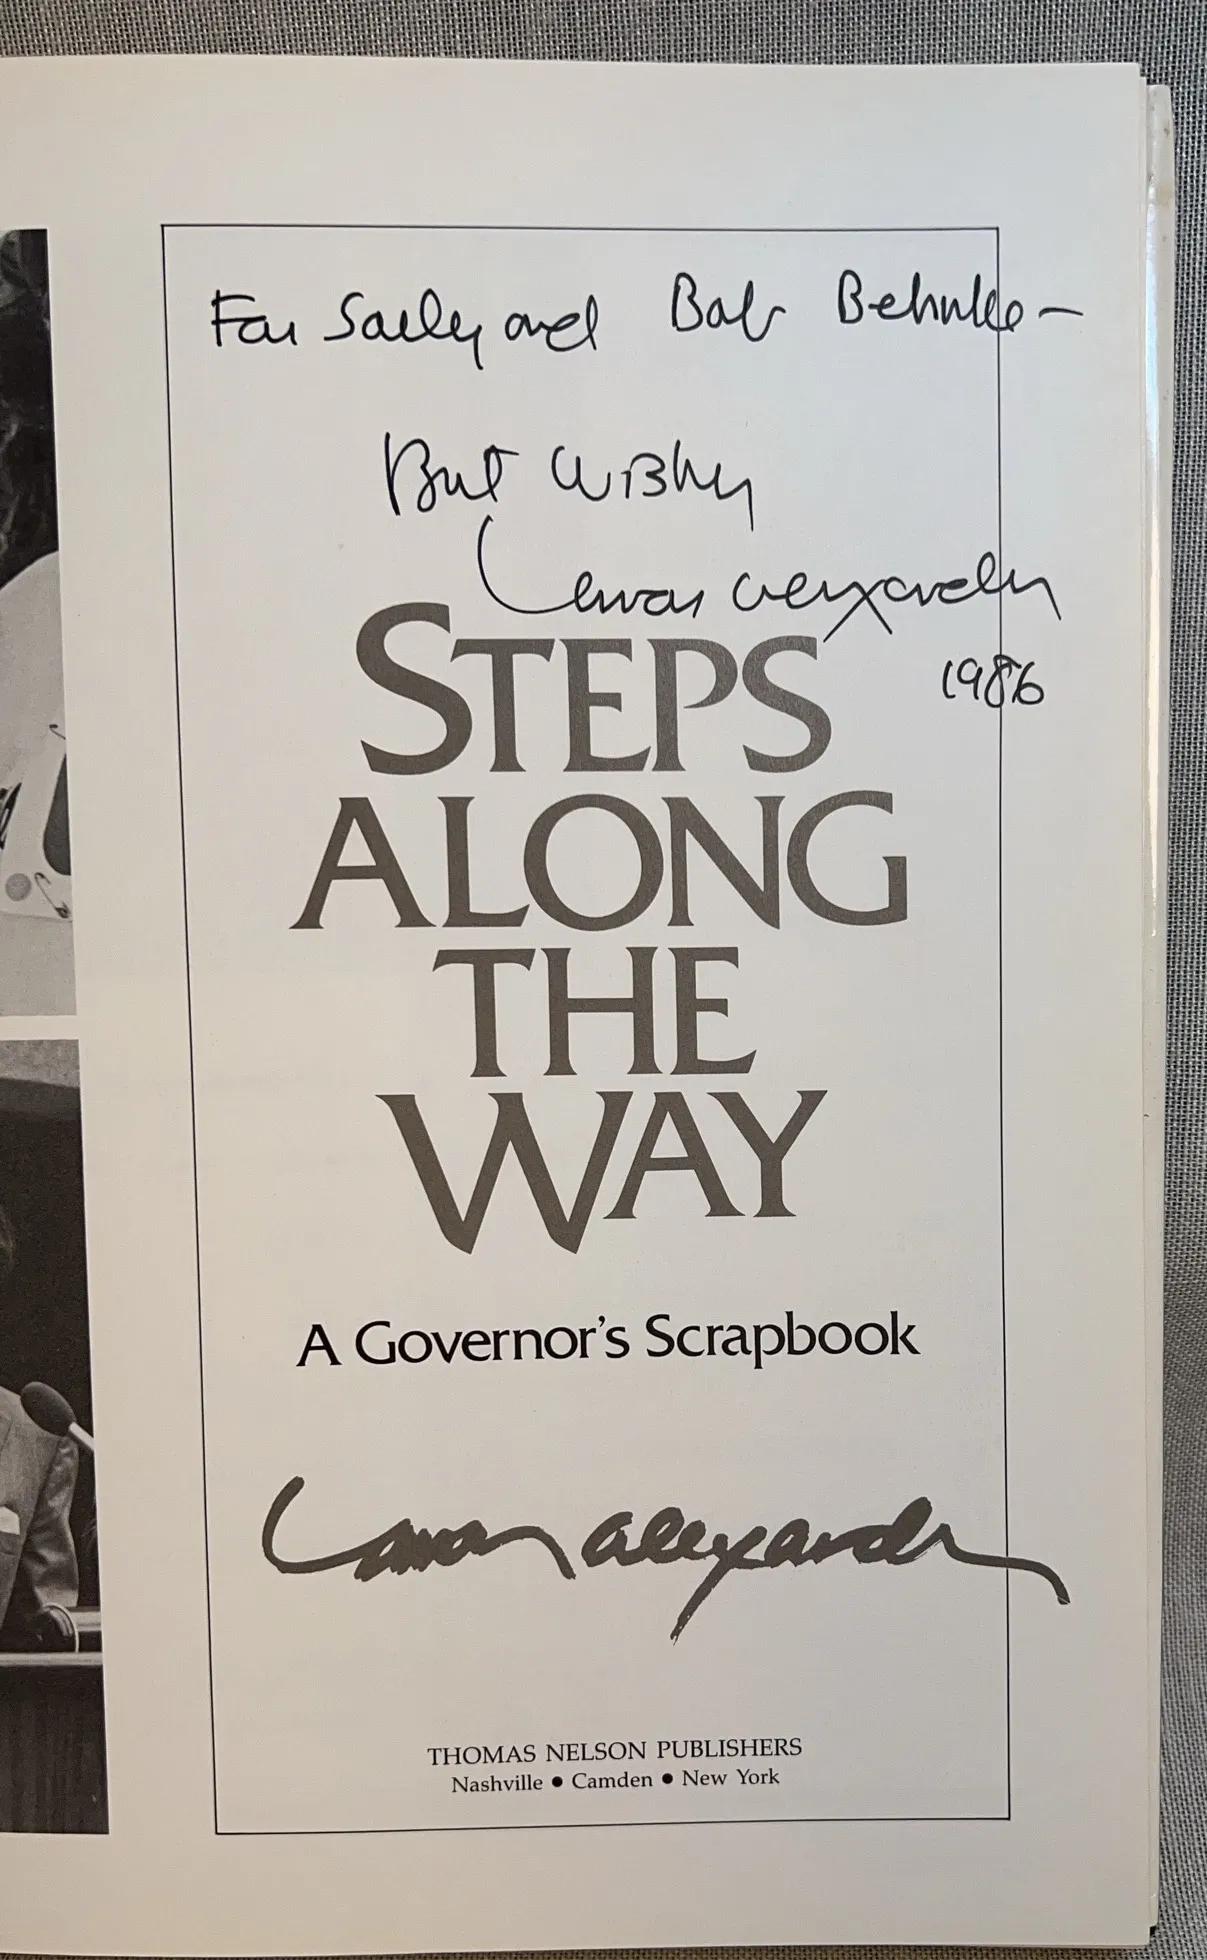 For Sally and Bob Behnke —
Best Wishes
Lamar Alexander
1986
STEPS
ALONG
THE
WAY
A Governor's Scrapbook
Lamar Alexander
THOMAS NELSON PUBLISHERS
Nashville ● Camden ● New York